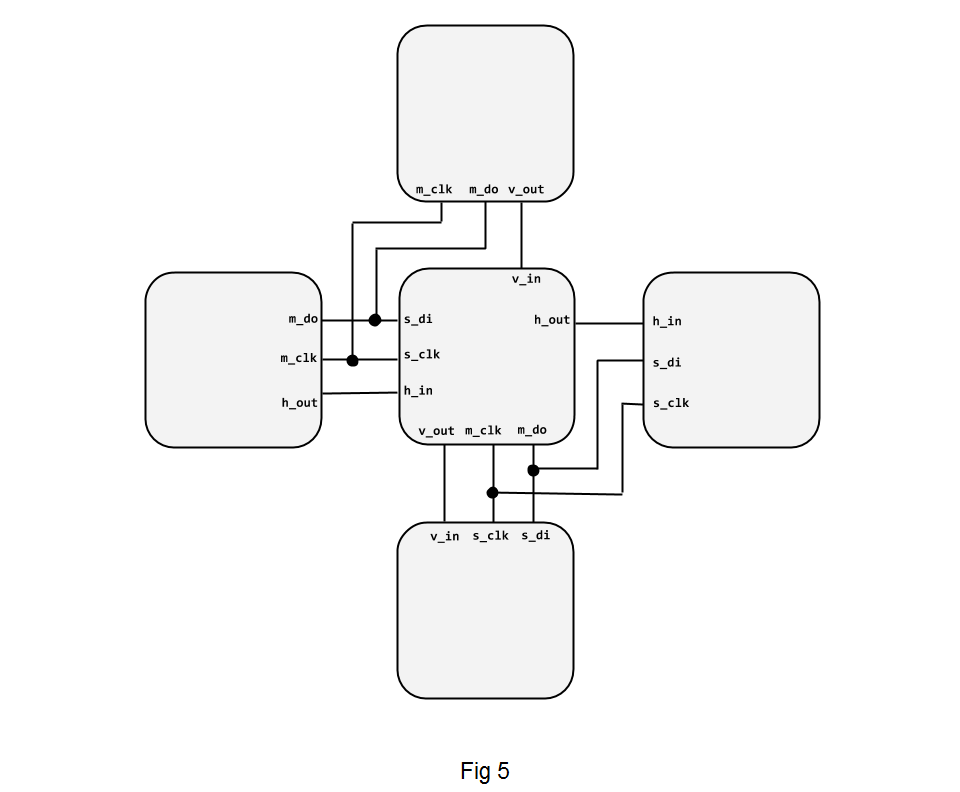 m_clk m_do v_out
m_do
m_clk
h_out
v_in
s_di
s_clk
h_in
h_out
v_out m_clk m_do
h_in
s_di
s_clk
v_in s_clk s_di
Fig 5